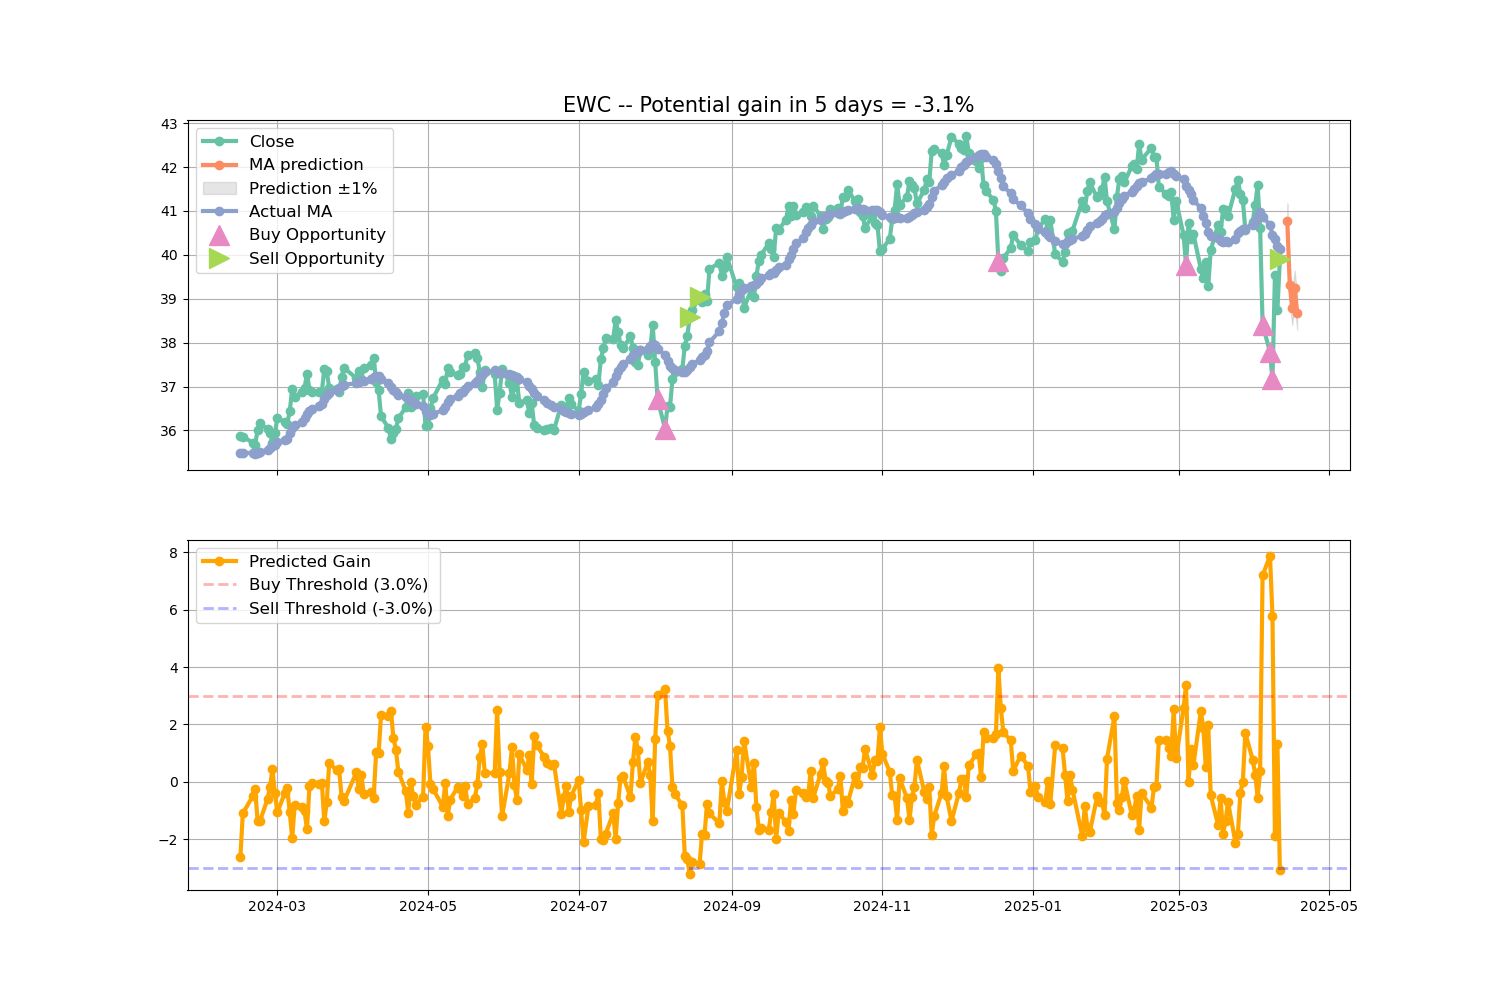 EWC -- Potential gain in 5 days = -3.1%
43
42
41
40
39
38
37
36
Close
MA prediction
Prediction ±1%
Actual MA
Buy Opportunity
Sell Opportunity
8
6
4
2
0
−2
Predicted Gain
Buy Threshold (3.0%)
Sell Threshold (-3.0%)
2024-03
2024-05
2024-07
2024-09
2024-11
2025-01
2025-03
2025-05